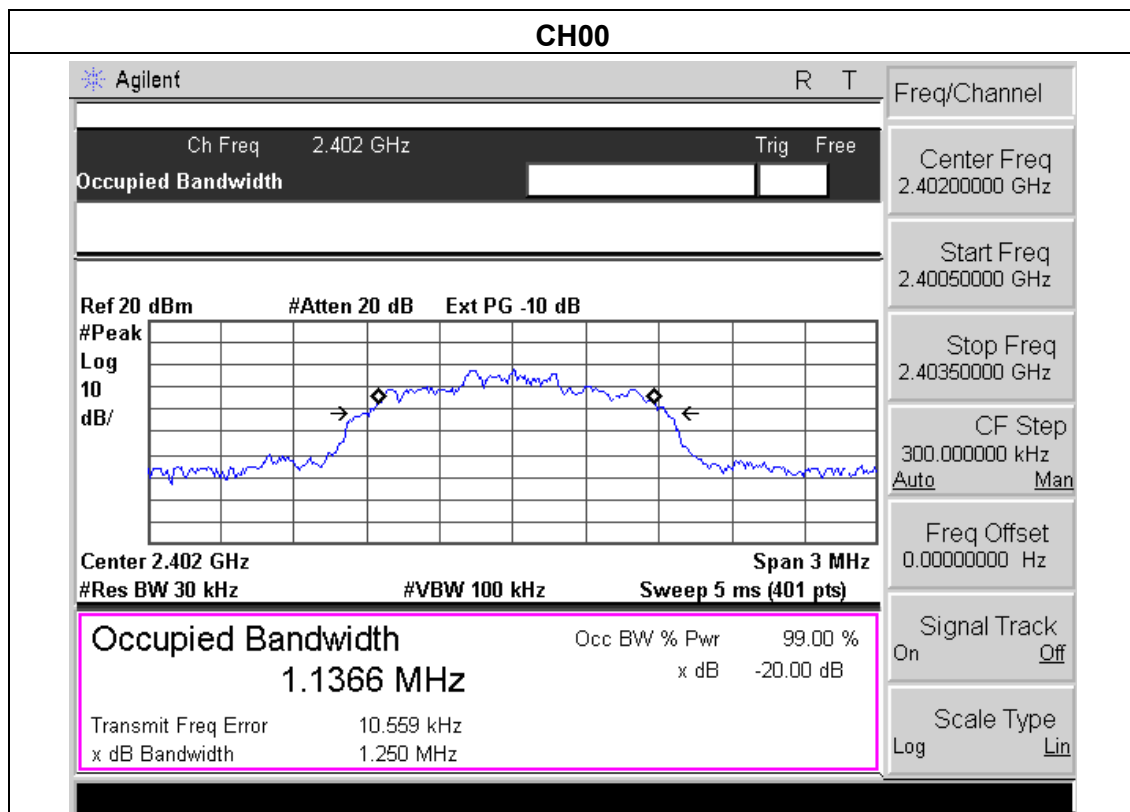 CH00
Agilent R T
Ch Freq 2.402 GHz Trig Free
Occupied Bandwidth
Ref 20 dBm #Atten 20 dB Ext PG -10 dB
#Peak
Log
10
dB/
Center 2.402 GHz Span 3 MHz
#Res BW 30 kHz #VBW 100 kHz Sweep 5 ms (401 pts)
Occupied Bandwidth
1.1366 MHz
Occ BW % Pwr 99.00 %
x dB -20.00 dB
Transmit Freq Error 10.559 kHz
x dB Bandwidth 1.250 MHz
Freq/Channel
Center Freq
2.40200000 GHz
Start Freq
2.40050000 GHz
Stop Freq
2.40350000 GHz
CF Step
300.000000 kHz
Auto Man
Freq Offset
0.00000000 Hz
Signal Track
On Off
Scale Type
Log Lin